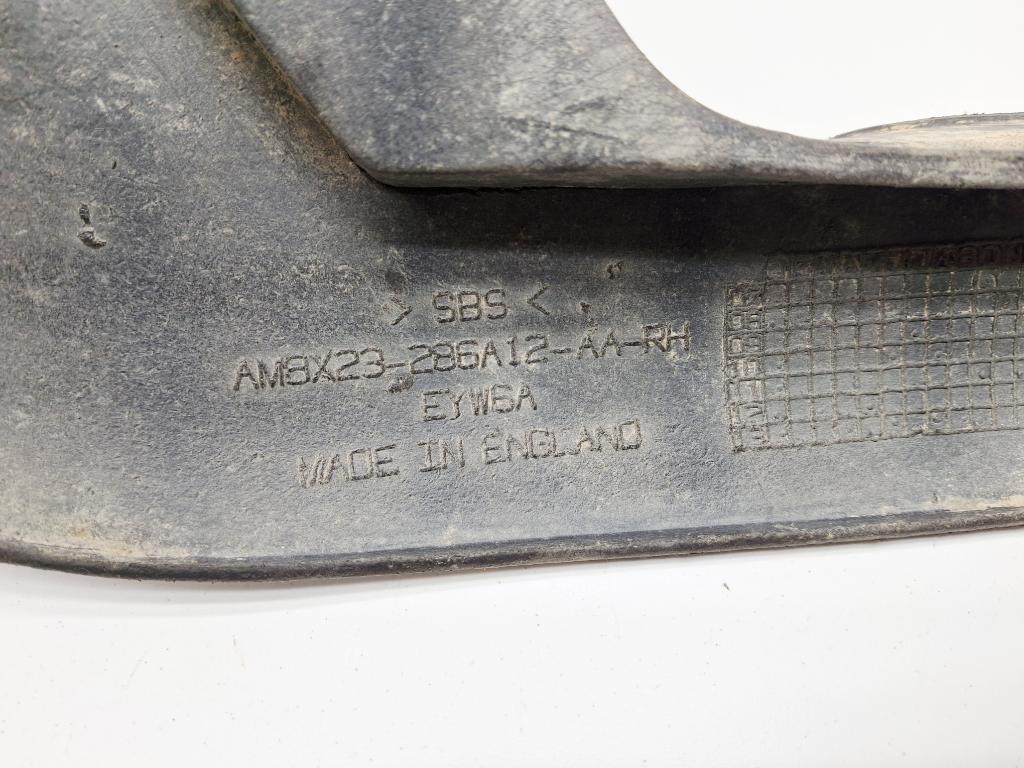 > SBS <
AM8X23-286A12-AA-RH
EYW6A
MADE IN ENGLAND